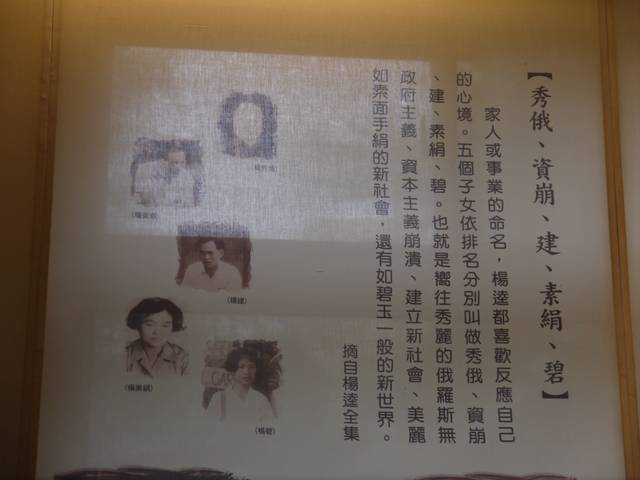 【秀俄、資崩、建、素絹、碧】
家人或事業的命名，楊逵都喜歡反應自己
的心境。五個子女依排名分別叫做秀俄、資崩
、建、素絹、碧。也就是嚮往秀麗的俄羅斯無
政府主義、資本主義崩潰、建立新社會、美麗
如素面手絹的新社會，還有如碧玉一般的新世界。
摘自楊逵全集
(楊建)
(楊素絹)
(楊碧)